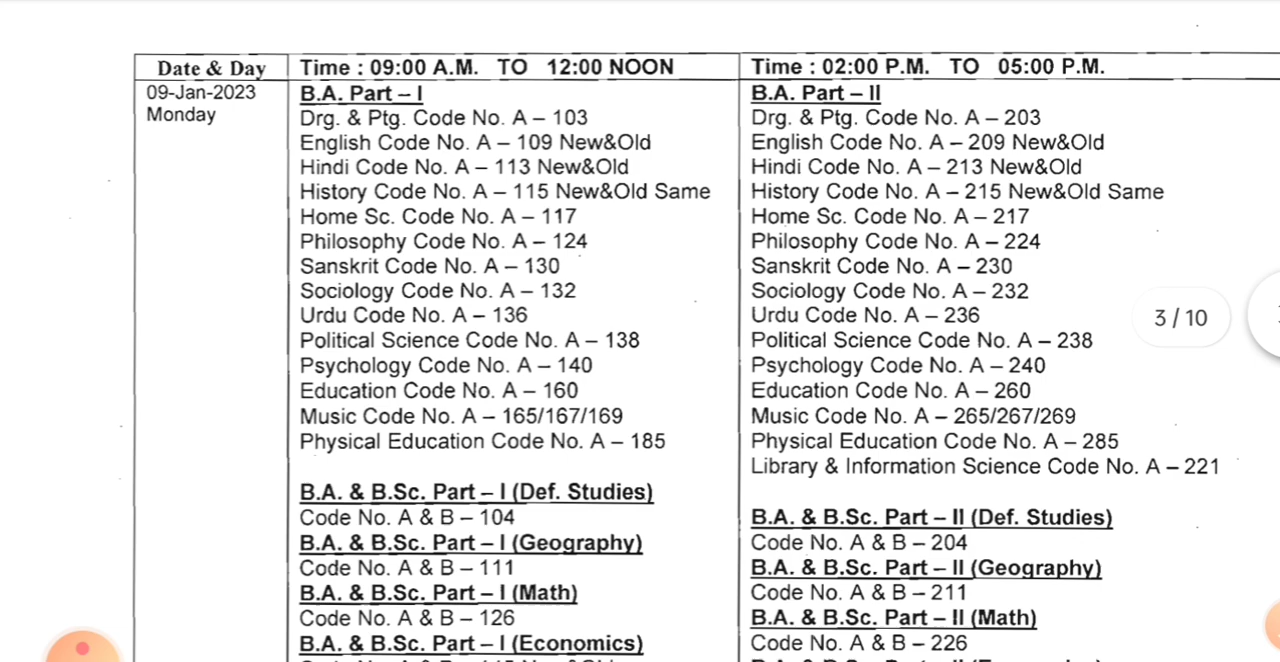 Date & Day
Time : 09:00 A.M. TO 12:00 NOON
Time : 02:00 P.M. TO 05:00 P.M.
09-Jan-2023
Monday
B.A. Part – I
Drg. & Ptg. Code No. A – 103
English Code No. A – 109 New&Old
Hindi Code No. A – 113 New&Old
History Code No. A – 115 New&Old Same
Home Sc. Code No. A – 117
Philosophy Code No. A – 124
Sanskrit Code No. A – 130
Sociology Code No. A – 132
Urdu Code No. A – 136
Political Science Code No. A – 138
Psychology Code No. A – 140
Education Code No. A – 160
Music Code No. A – 165/167/169
Physical Education Code No. A – 185
B.A. & B.Sc. Part – I (Def. Studies)
Code No. A & B – 104
B.A. & B.Sc. Part – I (Geography)
Code No. A & B – 111
B.A. & B.Sc. Part – I (Math)
Code No. A & B – 126
B.A. & B.Sc. Part – I (Economics)
B.A. Part – II
Drg. & Ptg. Code No. A – 203
English Code No. A – 209 New&Old
Hindi Code No. A – 213 New&Old
History Code No. A – 215 New&Old Same
Home Sc. Code No. A – 217
Philosophy Code No. A – 224
Sanskrit Code No. A – 230
Sociology Code No. A – 232
Urdu Code No. A – 236
Political Science Code No. A – 238
Psychology Code No. A – 240
Education Code No. A – 260
Music Code No. A – 265/267/269
Physical Education Code No. A – 285
Library & Information Science Code No. A – 221
B.A. & B.Sc. Part – II (Def. Studies)
Code No. A & B – 204
B.A. & B.Sc. Part – II (Geography)
Code No. A & B – 211
B.A. & B.Sc. Part – II (Math)
Code No. A & B – 226
3 / 10